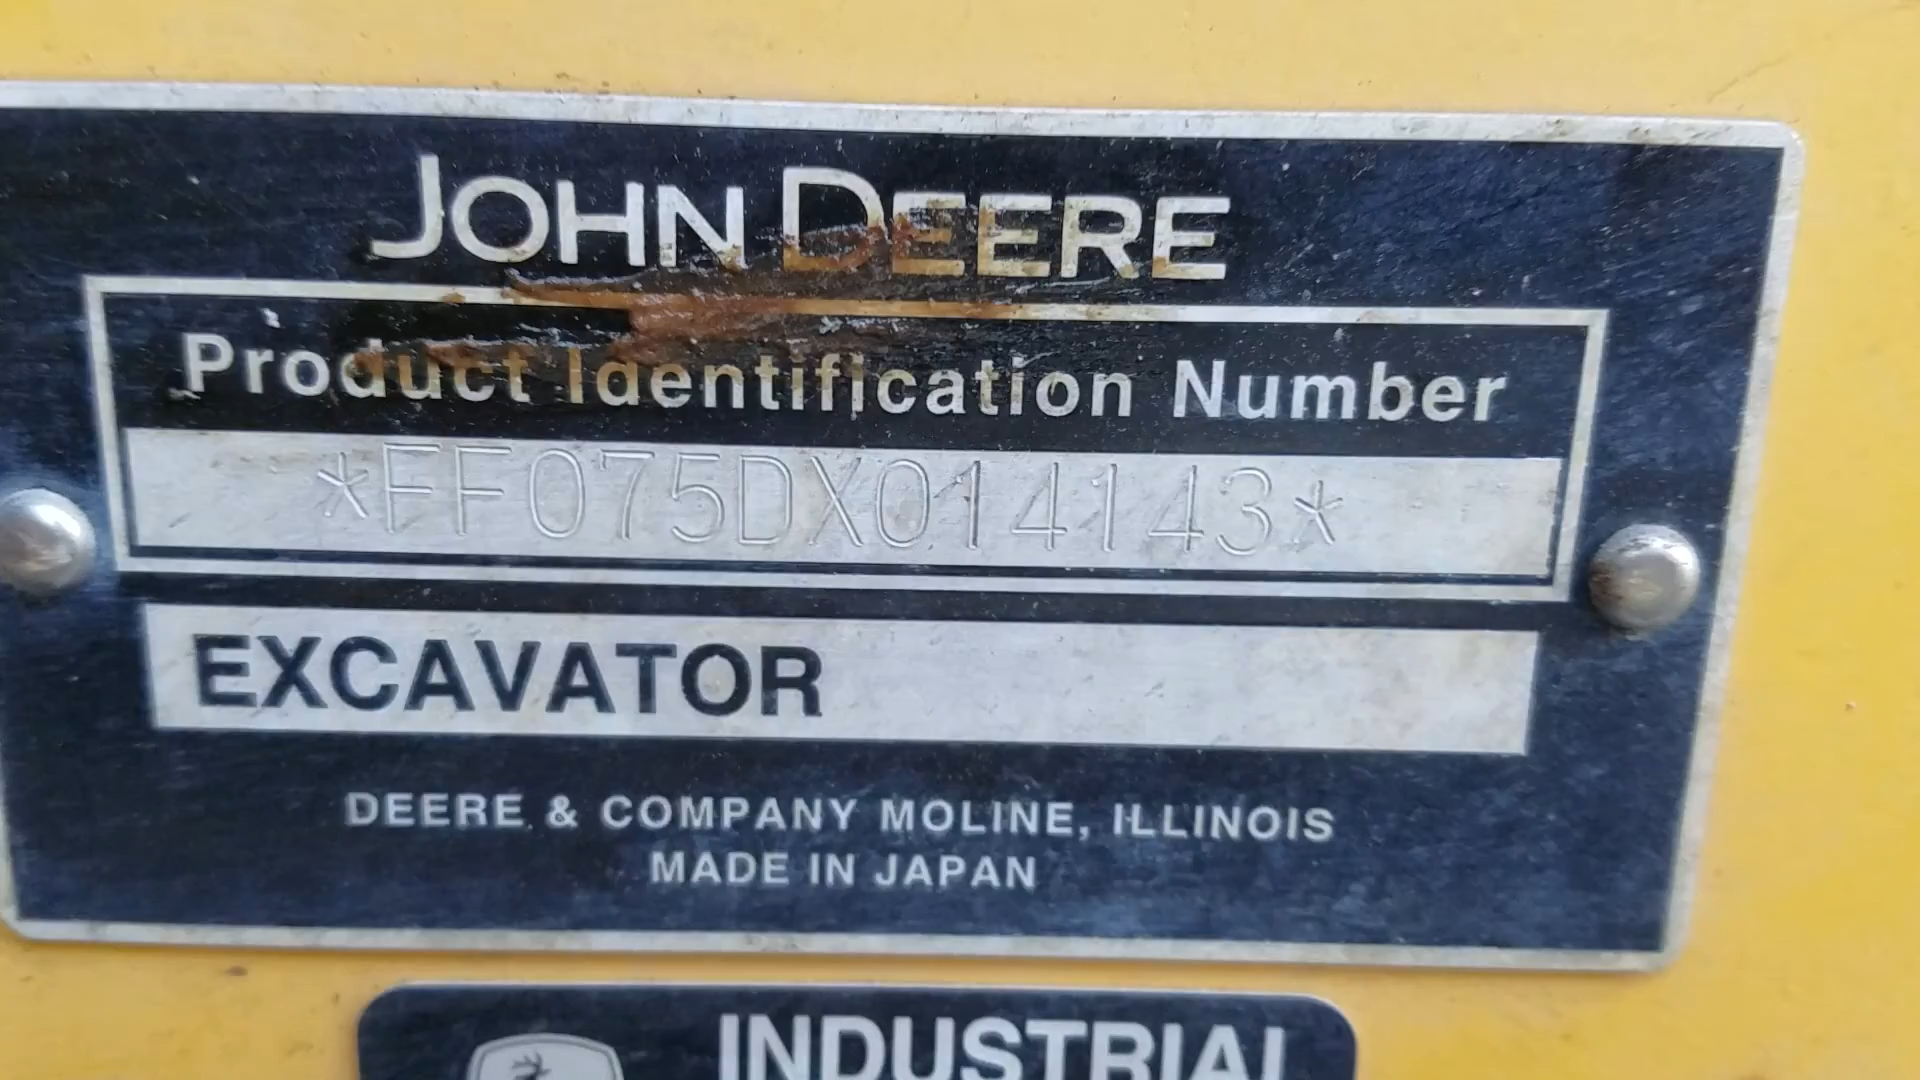 JOHN DEERE
Product Identification Number
*FF075DX014143*
EXCAVATOR
DEERE & COMPANY MOLINE, ILLINOIS
MADE IN JAPAN
INDUSTRIAL